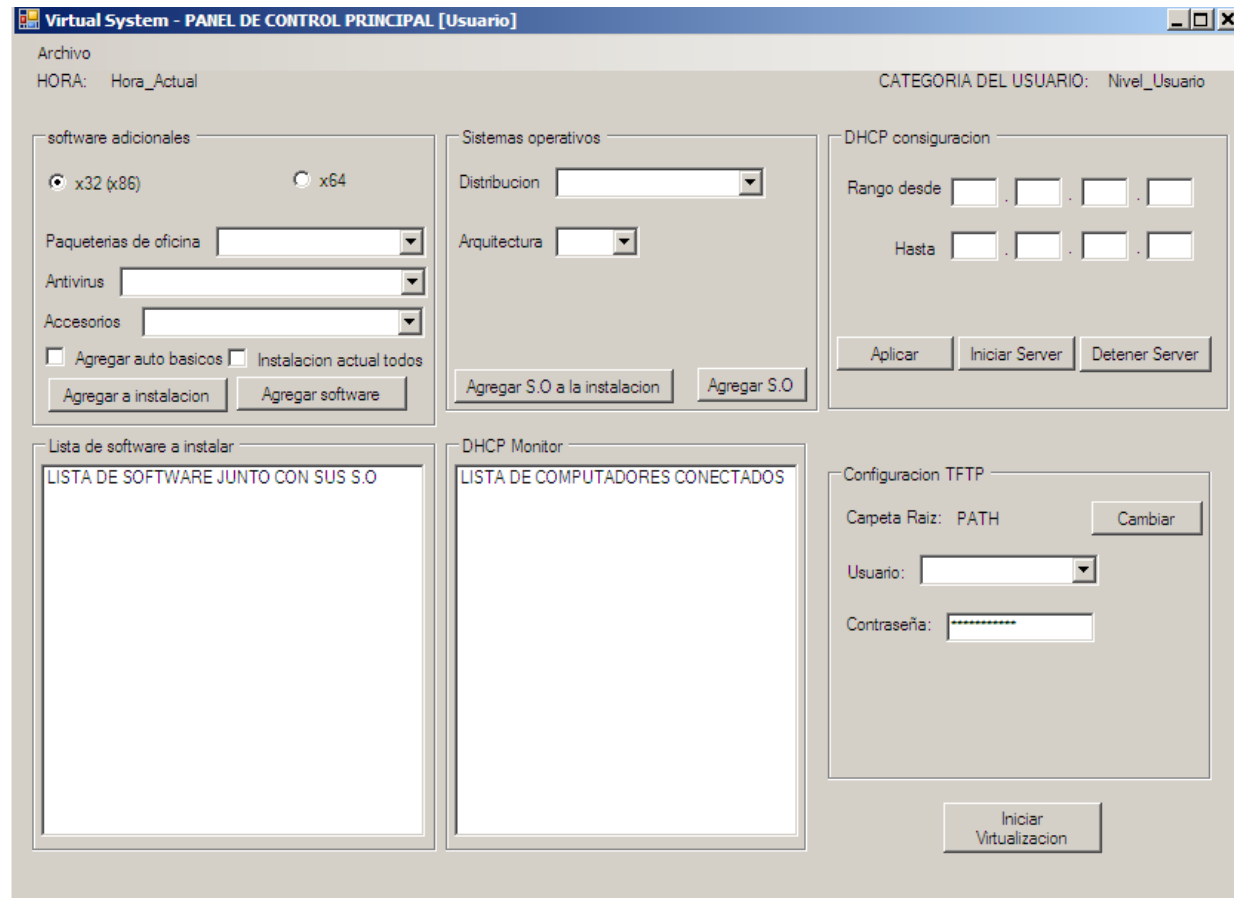 Virtual System - PANEL DE CONTROL PRINCIPAL [Usuario]
Archivo
HORA: Hora_Actual
CATEGORIA DEL USUARIO: Nivel_Usuario
software adicionales
x32 (x86)
x64
Paqueterias de oficina
Antivirus
Accesorios
Agregar auto basicos
Instalacion actual todos
Agregar a instalacion
Agregar software
Sistemas operativos
Distribucion
Arquitectura
Agregar S.O a la instalacion
Agregar S.O
DHCP consiguracion
Rango desde . . .
Hasta . . .
Aplicar
Iniciar Server
Detener Server
Lista de software a instalar
LISTA DE SOFTWARE JUNTO CON SUS S.O
DHCP Monitor
LISTA DE COMPUTADORES CONECTADOS
Configuracion TFTP
Carpeta Raiz: PATH
Cambiar
Usuario:
Contraseña: ***********
Iniciar
Virtualizacion